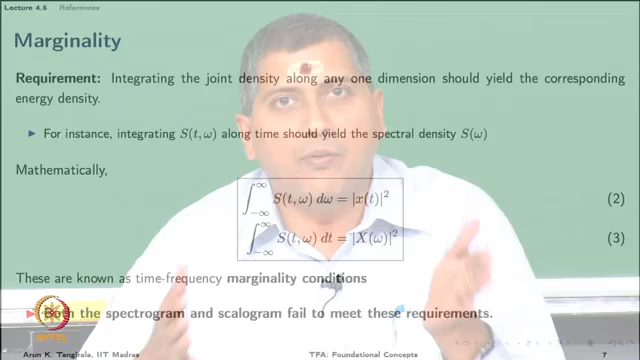 Lecture 4.5 References
Marginality
Requirement: Integrating the joint density along any one dimension should yield the corresponding
energy density.
▶ For instance, integrating S(t, ω) along time should yield the spectral density S(ω)
Mathematically,
∫_{-∞}^{∞} S(t, ω) dω = |x(t)|² (2)
∫_{-∞}^{∞} S(t, ω) dt = |X(ω)|² (3)
These are known as time-frequency marginality conditions
▶ Both the spectrogram and scalogram fail to meet these requirements.
Arun K. Tangirala, IIT Madras TFA: Foundational Concepts 7